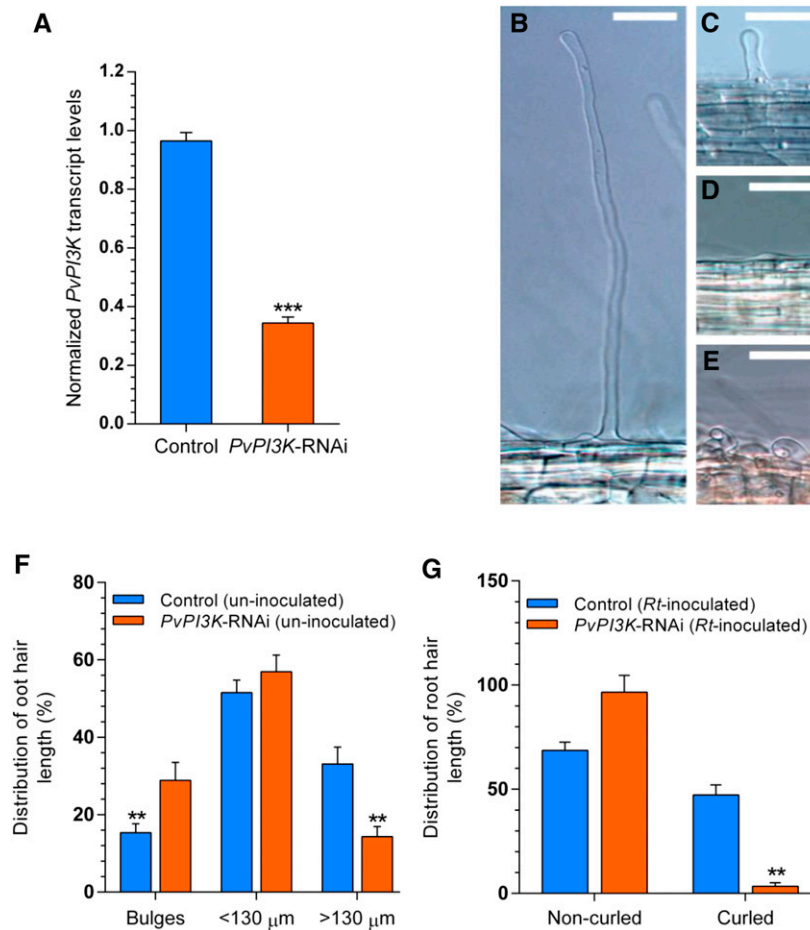 A
Normalized PvPI3K transcript levels
1.2
1.0
0.8
0.6
0.4
0.2
0.0
***
Control
PvPI3K-RNAi
B
C
D
E
F
Distribution of oot hair
length (%)
80
60
40
20
0
Control (un-inoculated)
PvPI3K-RNAi (un-inoculated)
**
**
Bulges
<130 μm
>130 μm
G
Distribution of root hair
length (%)
150
100
50
0
Control (Rt-inoculated)
PvPI3K-RNAi (Rt-inoculated)
**
Non-curled
Curled